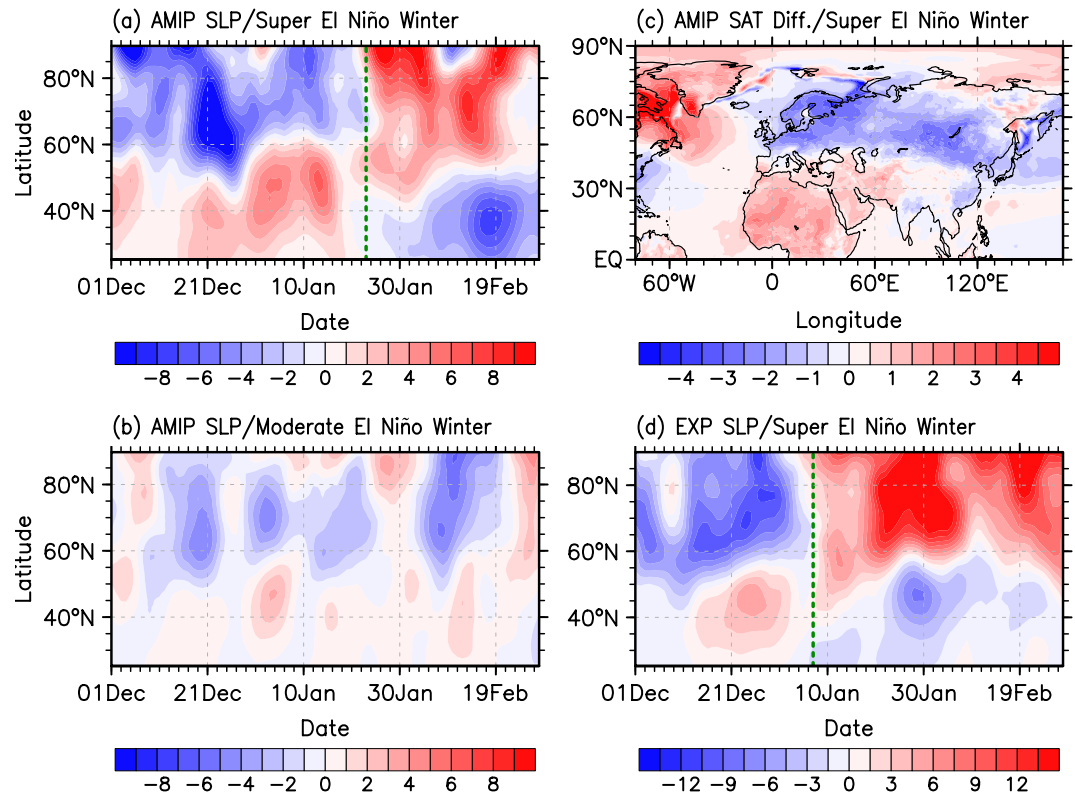 (a) AMIP SLP/Super El Niño Winter
80°N
60°N
40°N
Latitude
01Dec 21Dec 10Jan 30Jan 19Feb
Date
−8 −6 −4 −2 0 2 4 6 8
(c) AMIP SAT Diff./Super El Niño Winter
90°N
60°N
30°N
EQ
60°W 0 60°E 120°E
Longitude
−4 −3 −2 −1 0 1 2 3 4
(b) AMIP SLP/Moderate El Niño Winter
80°N
60°N
40°N
Latitude
01Dec 21Dec 10Jan 30Jan 19Feb
Date
−8 −6 −4 −2 0 2 4 6 8
(d) EXP SLP/Super El Niño Winter
80°N
60°N
40°N
01Dec 21Dec 10Jan 30Jan 19Feb
Date
−12 −9 −6 −3 0 3 6 9 12